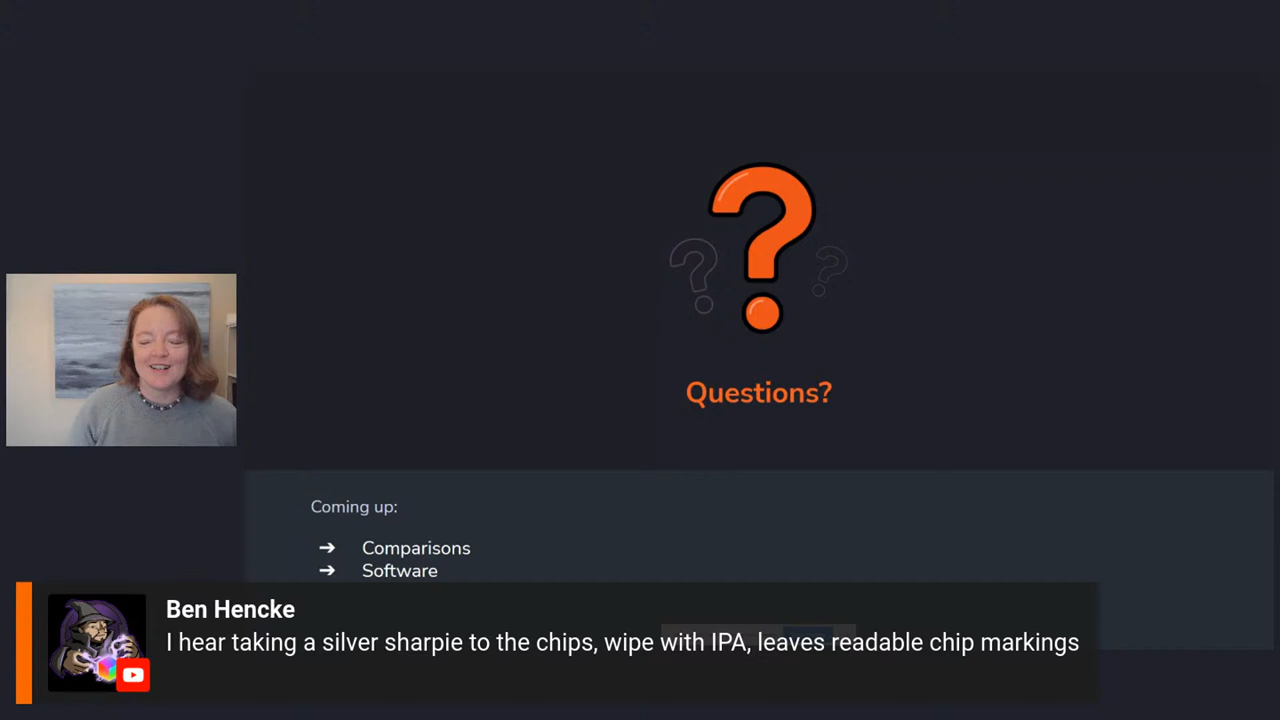 Questions?
Coming up:
➔ Comparisons
➔ Software
Ben Hencke
I hear taking a silver sharpie to the chips, wipe with IPA, leaves readable chip markings